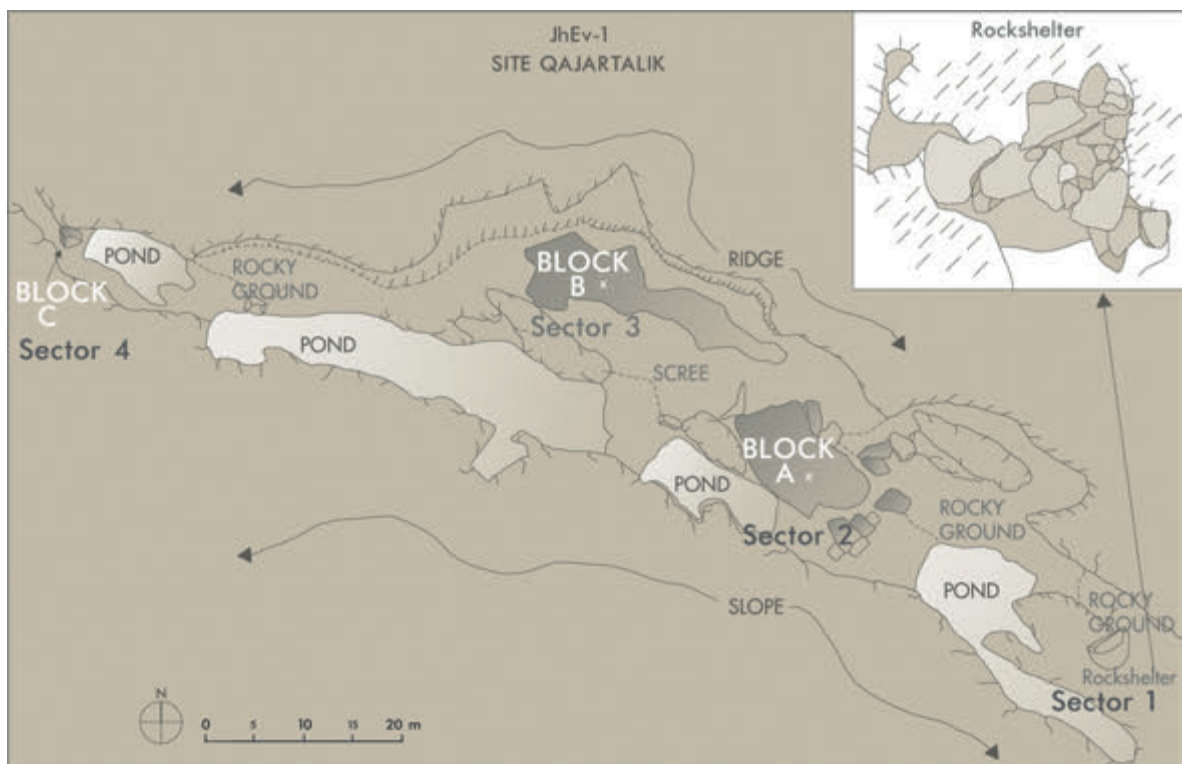 JhEv-1
SITE QAJARTALIK
Rockshelter
POND
ROCKY
GROUND
BLOCK
B
RIDGE
BLOCK
C
Sector 3
Sector 4
POND
SCREE
BLOCK
A
POND
Sector 2
ROCKY
GROUND
POND
ROCKY
GROUND
SLOPE
Rockshelter
Sector 1
N
0 5 10 15 20 m